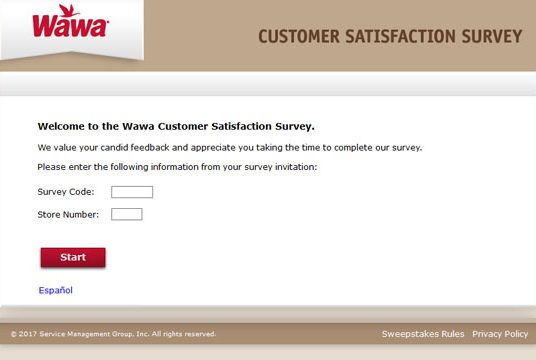 Wawa
CUSTOMER SATISFACTION SURVEY
Welcome to the Wawa Customer Satisfaction Survey.
We value your candid feedback and appreciate you taking the time to complete our survey.
Please enter the following information from your survey invitation:
Survey Code:
Store Number:
Start
Español
© 2017 Service Management Group, Inc. All rights reserved. Sweepstakes Rules Privacy Policy